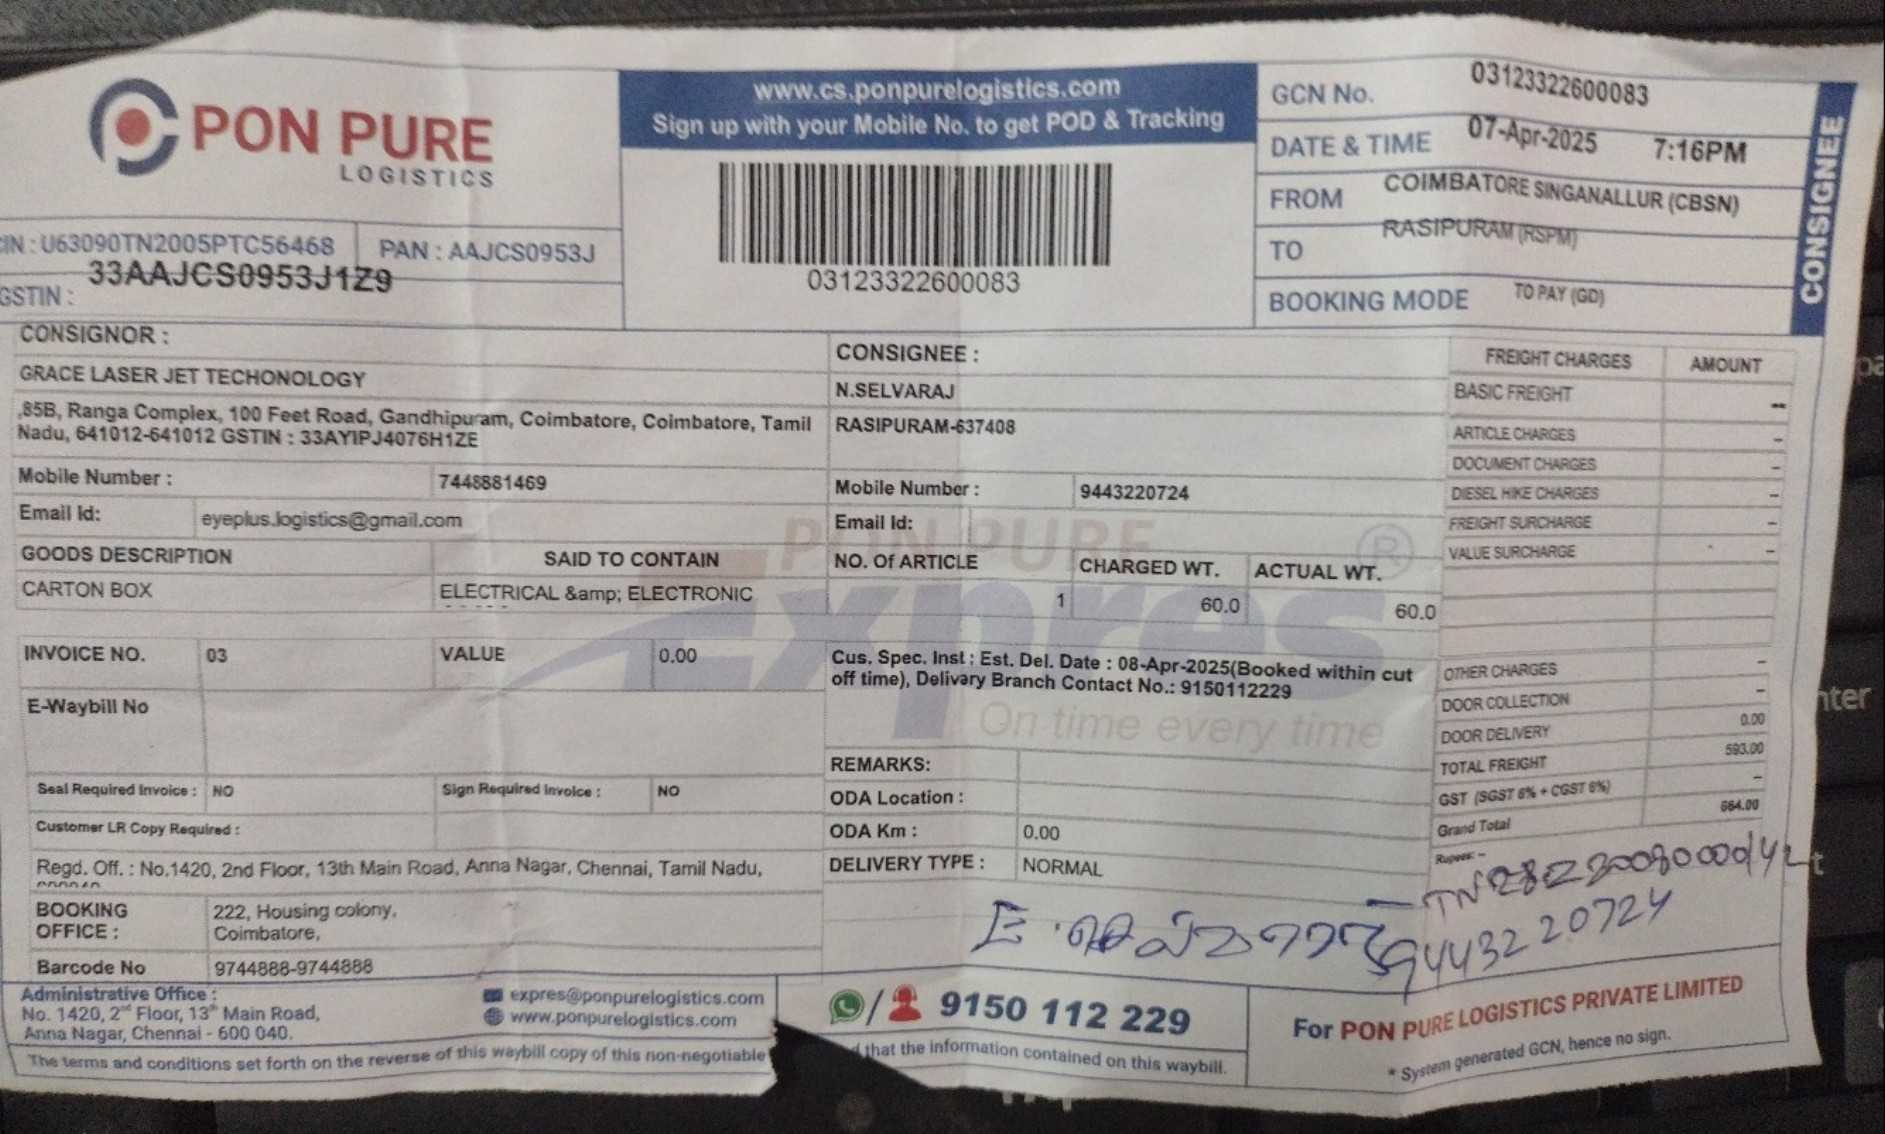 PON PURE
LOGISTICS
www.cs.ponpurelogistics.com
Sign up with your Mobile No. to get POD & Tracking
03123322600083
GCN No. 03123322600083
DATE & TIME 07-Apr-2025 7:16PM
FROM COIMBATORE SINGANALLUR (CBSN)
TO RASIPURAM (RSPM)
BOOKING MODE TO PAY (GD)
CONSIGNEE
IN : U63090TN2005PTC56468 PAN : AAJCS0953J
GSTIN : 33AAJCS0953J1Z9
CONSIGNOR :
GRACE LASER JET TECHONOLOGY
,85B, Ranga Complex, 100 Feet Road, Gandhipuram, Coimbatore, Coimbatore, Tamil
Nadu, 641012-641012 GSTIN : 33AYIPJ4076H1ZE
Mobile Number : 7448881469
Email Id: eyeplus.logistics@gmail.com
CONSIGNEE :
N.SELVARAJ
RASIPURAM-637408
Mobile Number : 9443220724
Email Id:
GOODS DESCRIPTION SAID TO CONTAIN NO. Of ARTICLE CHARGED WT. ACTUAL WT.
CARTON BOX ELECTRICAL &amp; ELECTRONIC 1 60.0 60.0
PON PURE
Expres ®
On time every time
INVOICE NO. 03 VALUE 0.00
E-Waybill No
Cus. Spec. Inst : Est. Del. Date : 08-Apr-2025(Booked within cut
off time), Delivary Branch Contact No.: 9150112229
Seal Required Invoice : NO Sign Required Invoice : NO
Customer LR Copy Required :
REMARKS:
ODA Location :
ODA Km : 0.00
DELIVERY TYPE : NORMAL
Regd. Off. : No.1420, 2nd Floor, 13th Main Road, Anna Nagar, Chennai, Tamil Nadu,
BOOKING 222, Housing colony,
OFFICE : Coimbatore,
Barcode No 9744888-9744888
FREIGHT CHARGES AMOUNT
BASIC FREIGHT --
ARTICLE CHARGES -
DOCUMENT CHARGES -
DIESEL HIKE CHARGES -
FREIGHT SURCHARGE -
VALUE SURCHARGE -
OTHER CHARGES -
DOOR COLLECTION -
DOOR DELIVERY 0.00
TOTAL FREIGHT 593.00
GST (SGST 6% + CGST 6%) -
Grand Total 664.00
Rupees: -
9443220724
Administrative Office :
No. 1420, 2nd Floor, 13th Main Road,
Anna Nagar, Chennai - 600 040.
expres@ponpurelogistics.com
www.ponpurelogistics.com
/ 9150 112 229
For PON PURE LOGISTICS PRIVATE LIMITED
* System generated GCN, hence no sign.
The terms and conditions set forth on the reverse of this waybill copy of this non-negotiable
that the information contained on this waybill.